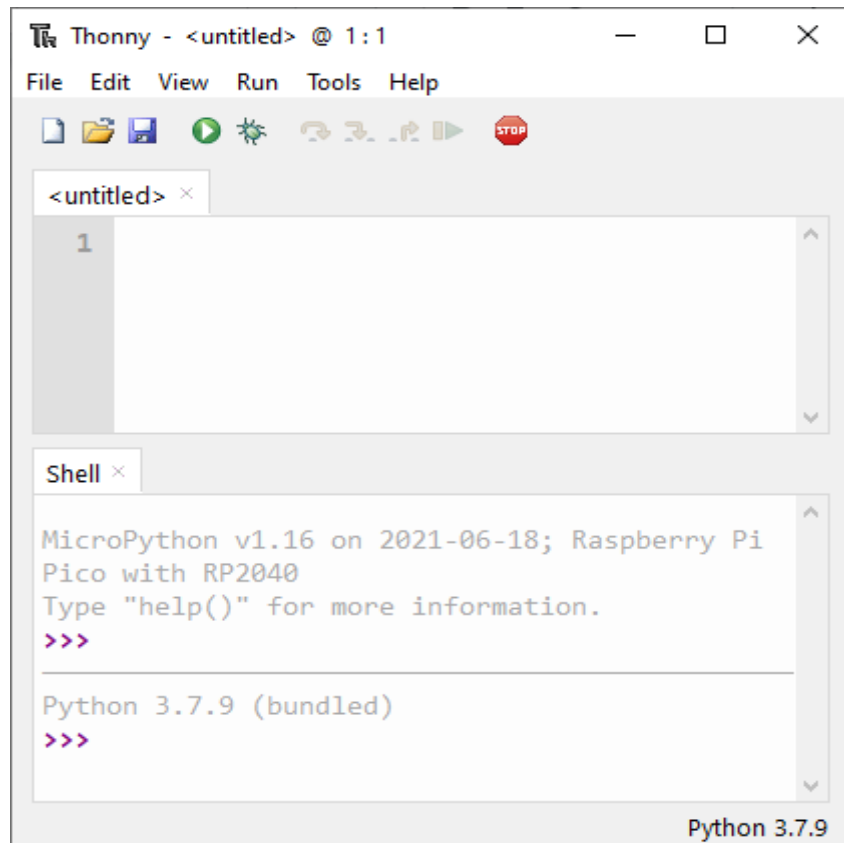 Thonny - <untitled> @ 1:1
File Edit View Run Tools Help
STOP
<untitled>
1
Shell
MicroPython v1.16 on 2021-06-18; Raspberry Pi
Pico with RP2040
Type "help()" for more information.
>>>
Python 3.7.9 (bundled)
>>>
Python 3.7.9